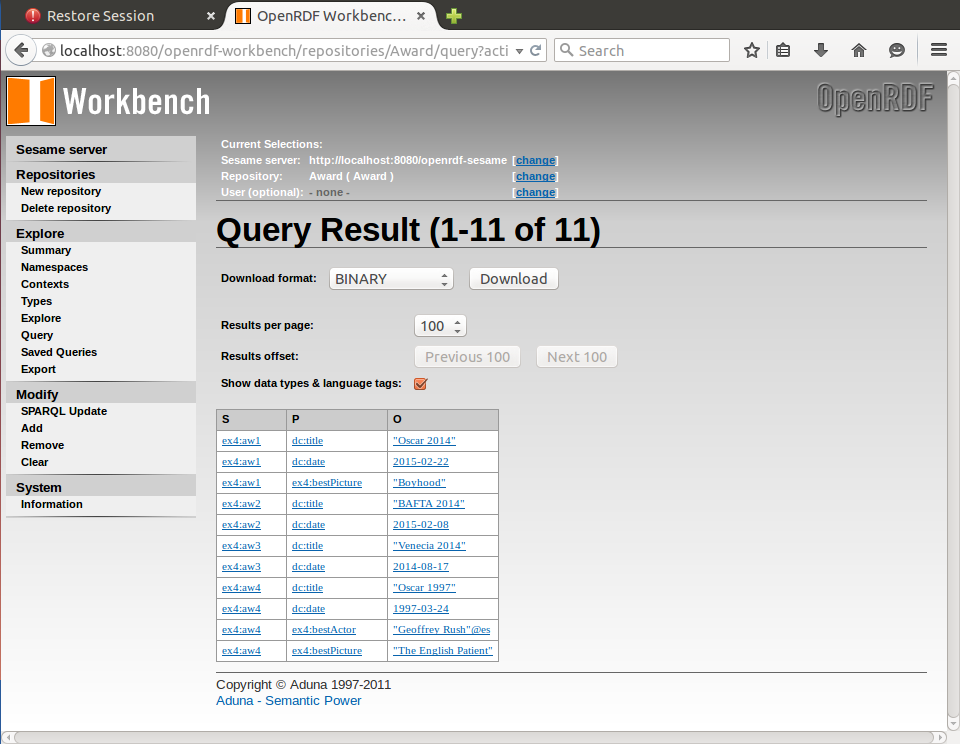 Restore Session
OpenRDF Workbenc...
localhost:8080/openrdf-workbench/repositories/Award/query?acti
Search
Workbench
OpenRDF
Sesame server
Repositories
New repository
Delete repository
Explore
Summary
Namespaces
Contexts
Types
Explore
Query
Saved Queries
Export
Modify
SPARQL Update
Add
Remove
Clear
System
Information
Current Selections:
Sesame server: http://localhost:8080/openrdf-sesame [change]
Repository: Award ( Award ) [change]
User (optional): - none - [change]
Query Result (1-11 of 11)
Download format: BINARY Download
Results per page: 100
Results offset: Previous 100 Next 100
Show data types & language tags:
S P O
ex4:aw1 dc:title "Oscar 2014"
ex4:aw1 dc:date 2015-02-22
ex4:aw1 ex4:bestPicture "Boyhood"
ex4:aw2 dc:title "BAFTA 2014"
ex4:aw2 dc:date 2015-02-08
ex4:aw3 dc:title "Venecia 2014"
ex4:aw3 dc:date 2014-08-17
ex4:aw4 dc:title "Oscar 1997"
ex4:aw4 dc:date 1997-03-24
ex4:aw4 ex4:bestActor "Geoffrey Rush"@es
ex4:aw4 ex4:bestPicture "The English Patient"
Copyright © Aduna 1997-2011
Aduna - Semantic Power